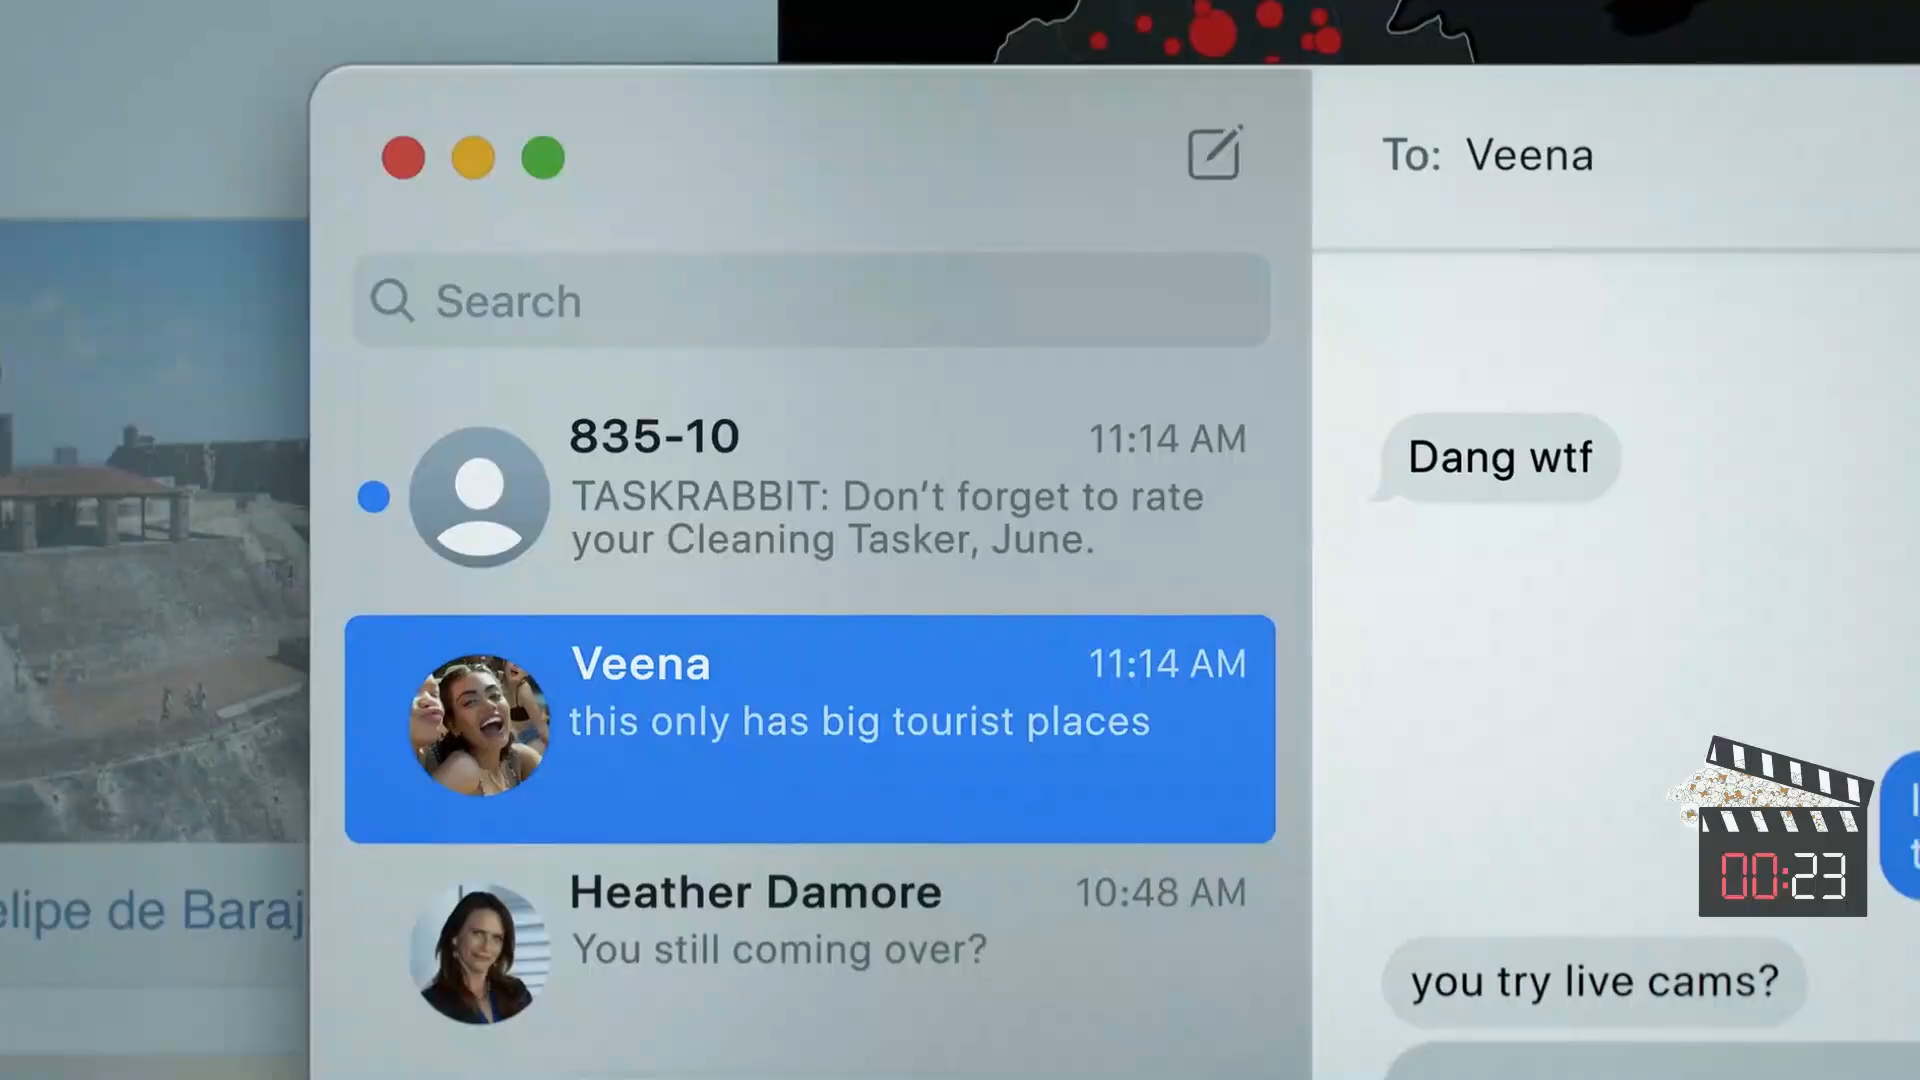 To: Veena
Search
835-10
11:14 AM
TASKRABBIT: Don't forget to rate
your Cleaning Tasker, June.
Veena
11:14 AM
this only has big tourist places
Heather Damore
10:48 AM
You still coming over?
Dang wtf
you try live cams?
elipe de Baraj
00:23